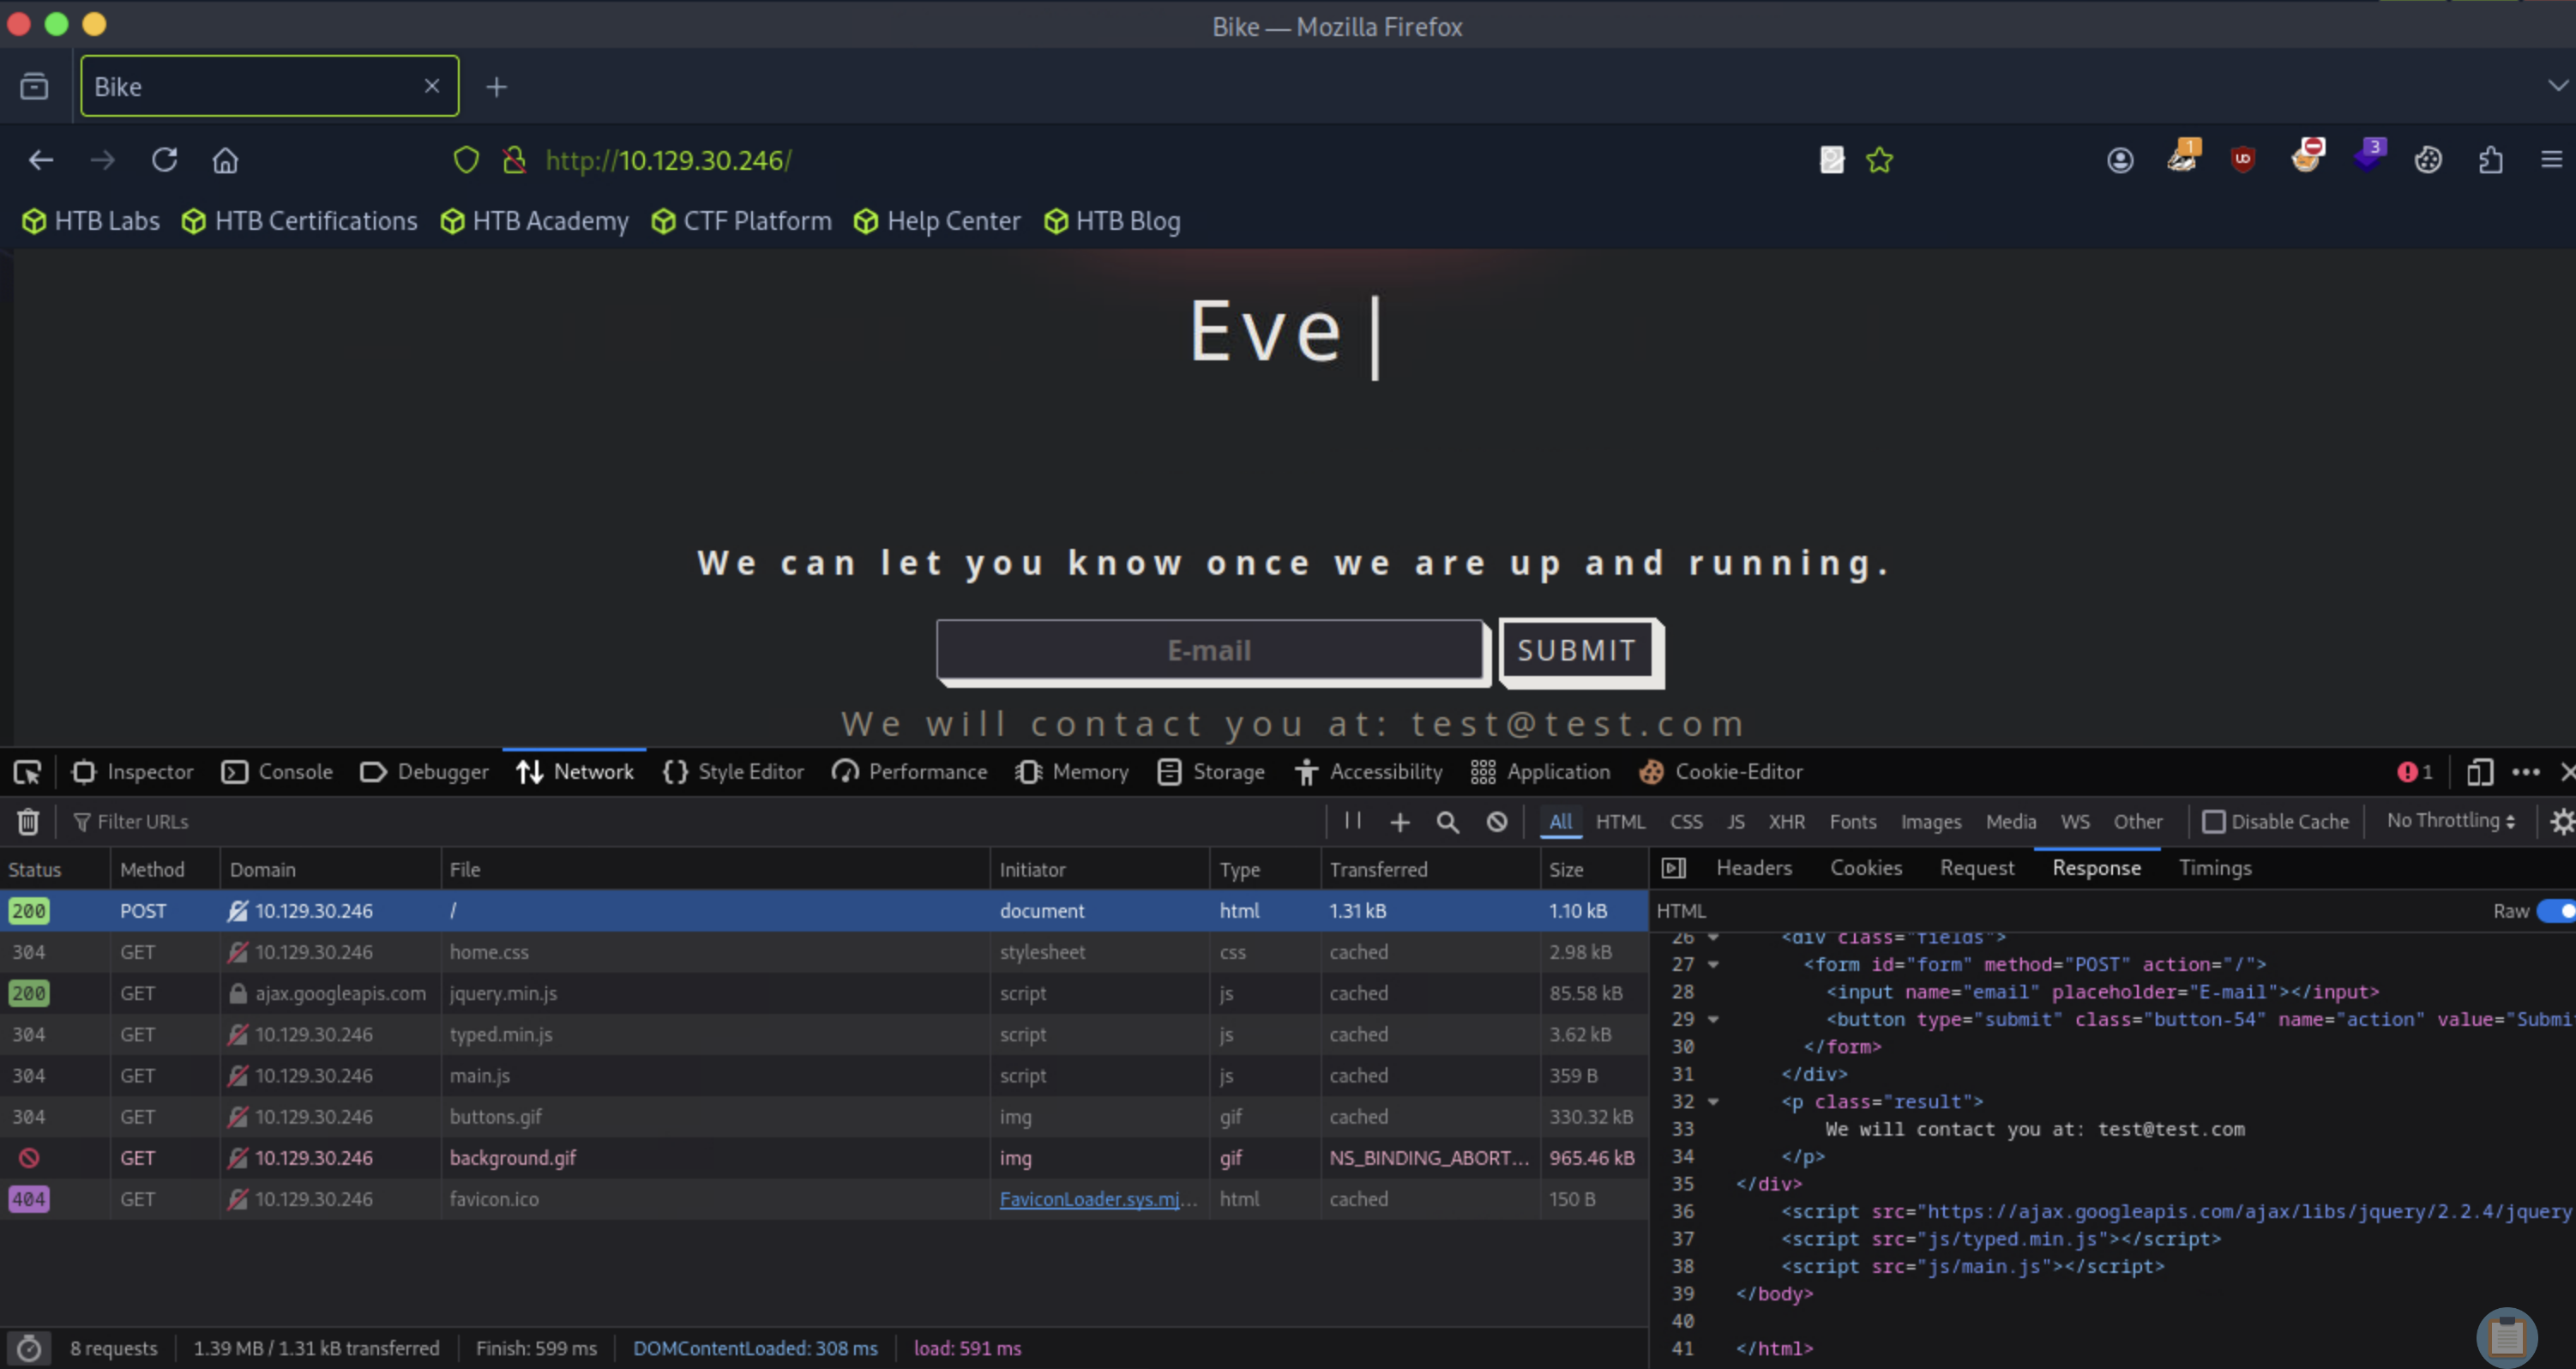 Bike — Mozilla Firefox
Bike
http://10.129.30.246/
1
3
HTB Labs HTB Certifications HTB Academy CTF Platform Help Center HTB Blog
Eve|
We can let you know once we are up and running.
E-mail SUBMIT
We will contact you at: test@test.com
Inspector Console Debugger Network Style Editor Performance Memory Storage Accessibility Application Cookie-Editor 1
Filter URLs All HTML CSS JS XHR Fonts Images Media WS Other Disable Cache No Throttling
Status Method Domain File Initiator Type Transferred Size
200 POST 10.129.30.246 / document html 1.31 kB 1.10 kB
304 GET 10.129.30.246 home.css stylesheet css cached 2.98 kB
200 GET ajax.googleapis.com jquery.min.js script js cached 85.58 kB
304 GET 10.129.30.246 typed.min.js script js cached 3.62 kB
304 GET 10.129.30.246 main.js script js cached 359 B
304 GET 10.129.30.246 buttons.gif img gif cached 330.32 kB
GET 10.129.30.246 background.gif img gif NS_BINDING_ABORT... 965.46 kB
404 GET 10.129.30.246 favicon.ico FaviconLoader.sys.mj... html cached 150 B
8 requests 1.39 MB / 1.31 kB transferred Finish: 599 ms DOMContentLoaded: 308 ms load: 591 ms
Headers Cookies Request Response Timings
HTML Raw
26 <div class="fields">
27 <form id="form" method="POST" action="/">
28 <input name="email" placeholder="E-mail"></input>
29 <button type="submit" class="button-54" name="action" value="Submi
30 </form>
31 </div>
32 <p class="result">
33 We will contact you at: test@test.com
34 </p>
35 </div>
36 <script src="https://ajax.googleapis.com/ajax/libs/jquery/2.2.4/jquery
37 <script src="js/typed.min.js"></script>
38 <script src="js/main.js"></script>
39 </body>
40
41 </html>